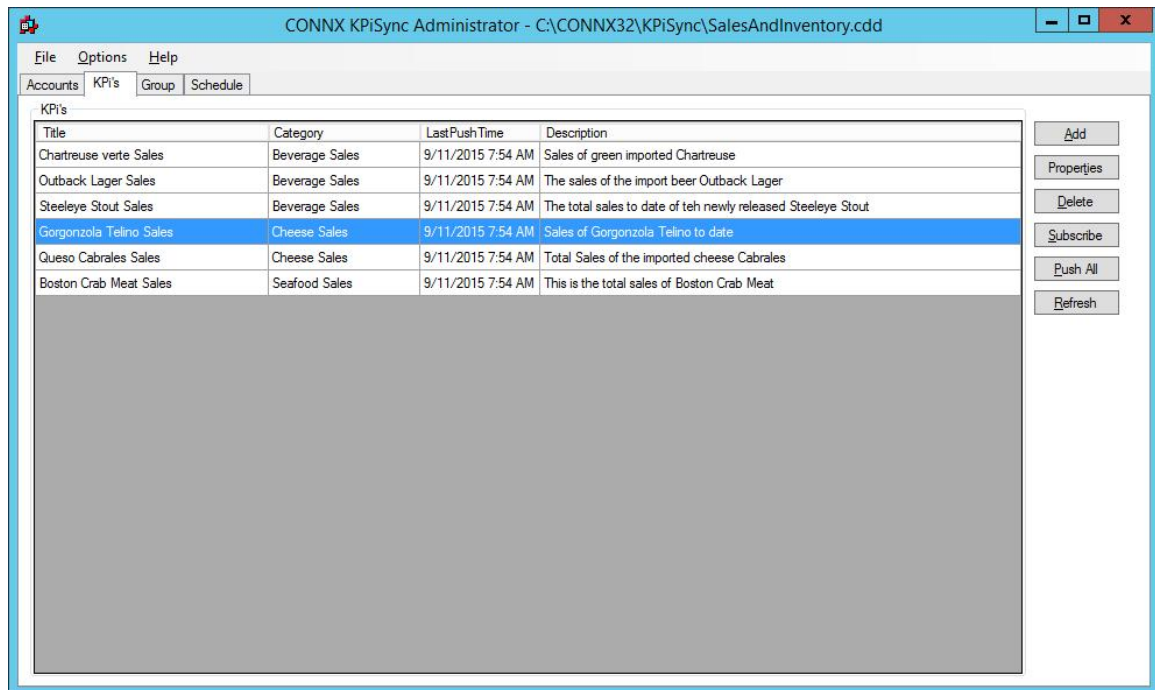 CONNX KPiSync Administrator - C:\CONNX32\KPiSync\SalesAndInventory.cdd
File Options Help
Accounts KPi's Group Schedule
KPi's
Title Category LastPushTime Description
Chartreuse verte Sales Beverage Sales 9/11/2015 7:54 AM Sales of green imported Chartreuse
Outback Lager Sales Beverage Sales 9/11/2015 7:54 AM The sales of the import beer Outback Lager
Steeleye Stout Sales Beverage Sales 9/11/2015 7:54 AM The total sales to date of teh newly released Steeleye Stout
Gorgonzola Telino Sales Cheese Sales 9/11/2015 7:54 AM Sales of Gorgonzola Telino to date
Queso Cabrales Sales Cheese Sales 9/11/2015 7:54 AM Total Sales of the imported cheese Cabrales
Boston Crab Meat Sales Seafood Sales 9/11/2015 7:54 AM This is the total sales of Boston Crab Meat
Add
Properties
Delete
Subscribe
Push All
Refresh